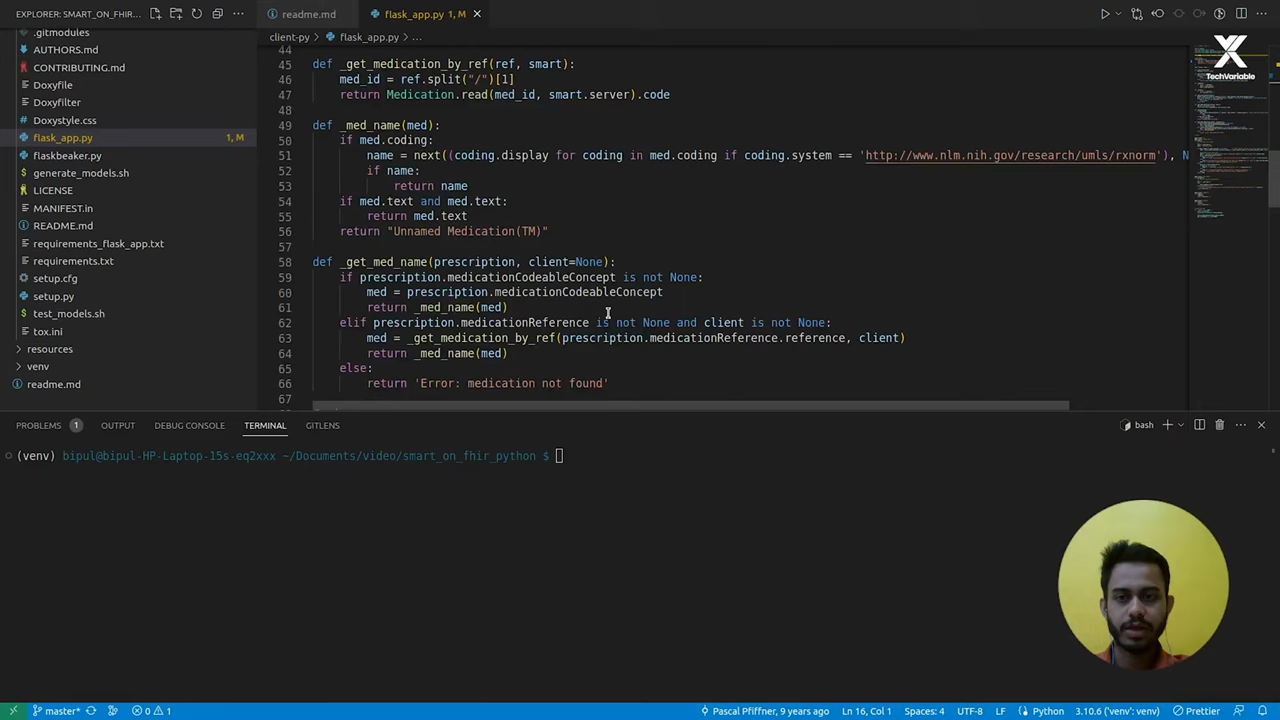 EXPLORER: SMART_ON_FHIR...
readme.md
flask_app.py 1, M
client-py > flask_app.py > ...
.gitmodules
AUTHORS.md
CONTRIBUTING.md
Doxyfile
Doxyfilter
Doxystyle.css
flask_app.py 1, M
flaskbeaker.py
generate_models.sh
LICENSE
MANIFEST.in
README.md
requirements_flask_app.txt
requirements.txt
setup.cfg
setup.py
test_models.sh
tox.ini
resources
venv
readme.md
44
45 def _get_medication_by_ref(ref, smart):
46 med_id = ref.split("/")[1]
47 return Medication.read(med_id, smart.server).code
48
49 def _med_name(med):
50 if med.coding:
51 name = next((coding.display for coding in med.coding if coding.system == 'http://www.nlm.nih.gov/research/umls/rxnorm'), N
52 if name:
53 return name
54 if med.text and med.text:
55 return med.text
56 return "Unnamed Medication(TM)"
57
58 def _get_med_name(prescription, client=None):
59 if prescription.medicationCodeableConcept is not None:
60 med = prescription.medicationCodeableConcept
61 return _med_name(med)
62 elif prescription.medicationReference is not None and client is not None:
63 med = _get_medication_by_ref(prescription.medicationReference.reference, client)
64 return _med_name(med)
65 else:
66 return 'Error: medication not found'
67
TechVariable
PROBLEMS 1 OUTPUT DEBUG CONSOLE TERMINAL GITLENS
bash
(venv) bipul@bipul-HP-Laptop-15s-eq2xxx ~/Documents/video/smart_on_fhir_python $
master* 0 1 Pascal Pfiffner, 9 years ago Ln 16, Col 1 Spaces: 4 UTF-8 LF Python 3.10.6 ('venv': venv) Prettier